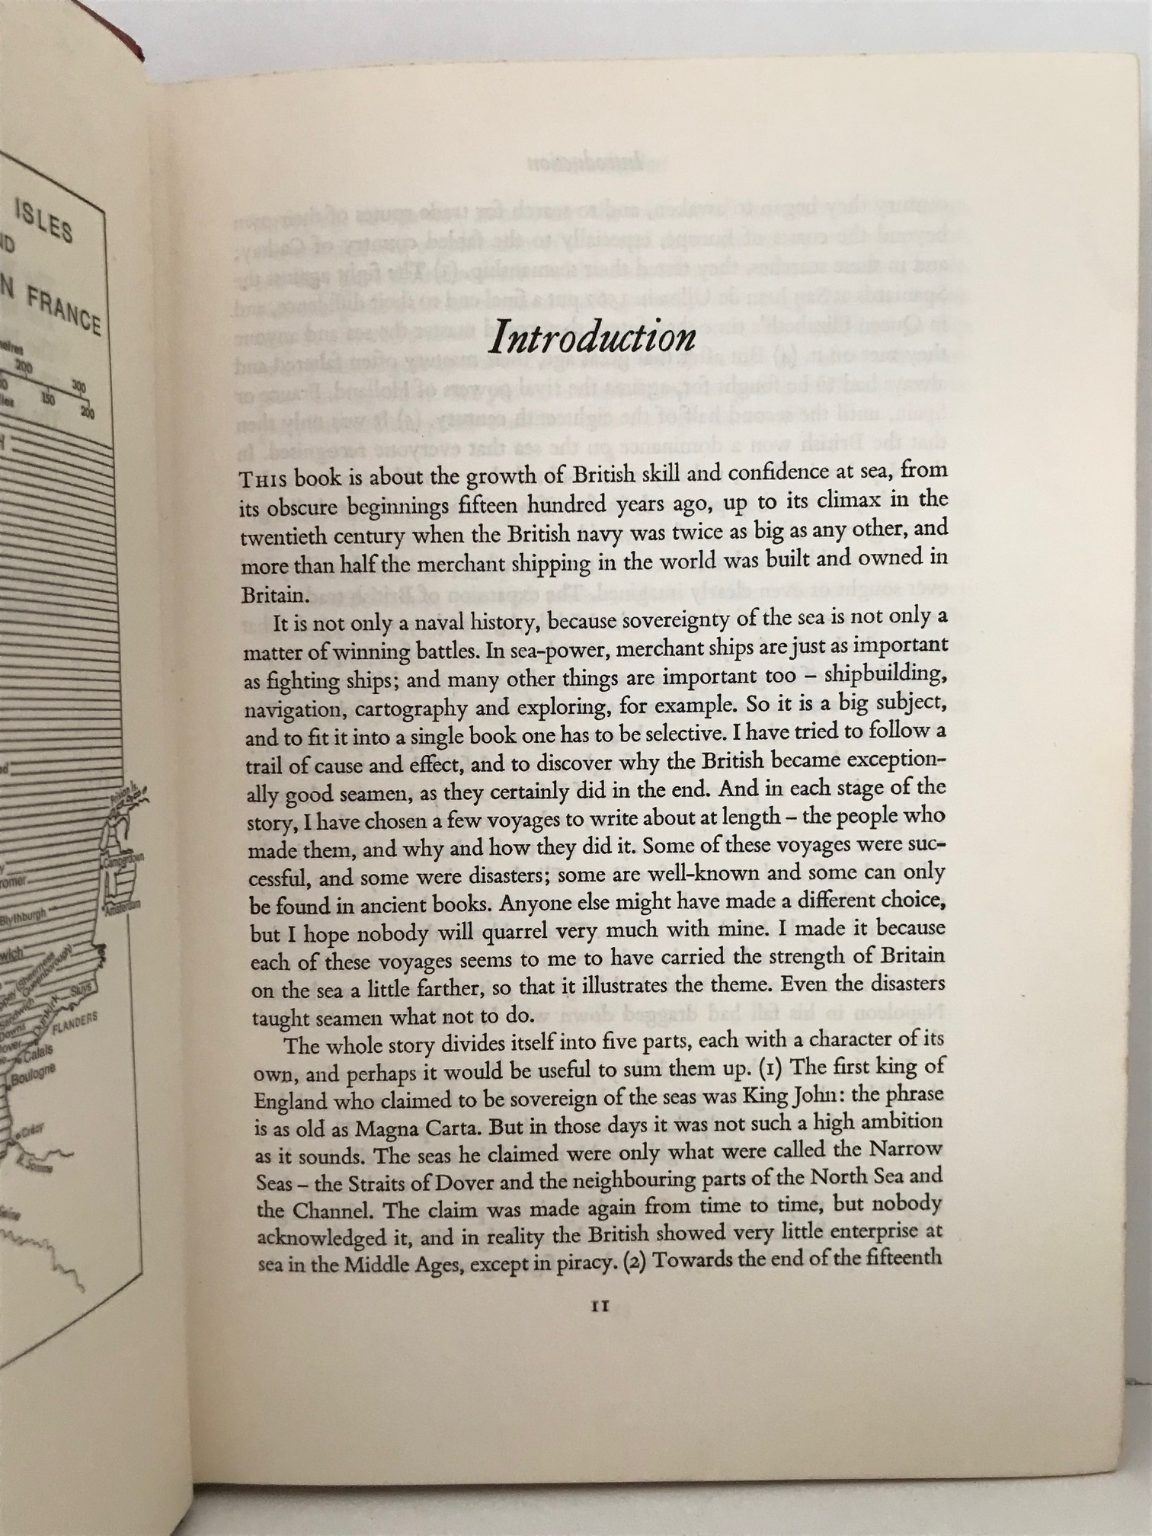 ISLES
N FRANCE
200
300
150
200
Campardown
Amsterdam
Blythburgh
Sheerness
Queenborough
Sandwich
Dunkirk
Sluys
FLANDERS
Calais
Boulogne
Crécy
R. Somme
Introduction
THIS book is about the growth of British skill and confidence at sea, from
its obscure beginnings fifteen hundred years ago, up to its climax in the
twentieth century when the British navy was twice as big as any other, and
more than half the merchant shipping in the world was built and owned in
Britain.
It is not only a naval history, because sovereignty of the sea is not only a
matter of winning battles. In sea-power, merchant ships are just as important
as fighting ships; and many other things are important too – shipbuilding,
navigation, cartography and exploring, for example. So it is a big subject,
and to fit it into a single book one has to be selective. I have tried to follow a
trail of cause and effect, and to discover why the British became exception-
ally good seamen, as they certainly did in the end. And in each stage of the
story, I have chosen a few voyages to write about at length – the people who
made them, and why and how they did it. Some of these voyages were suc-
cessful, and some were disasters; some are well-known and some can only
be found in ancient books. Anyone else might have made a different choice,
but I hope nobody will quarrel very much with mine. I made it because
each of these voyages seems to me to have carried the strength of Britain
on the sea a little farther, so that it illustrates the theme. Even the disasters
taught seamen what not to do.
The whole story divides itself into five parts, each with a character of its
own, and perhaps it would be useful to sum them up. (1) The first king of
England who claimed to be sovereign of the seas was King John: the phrase
is as old as Magna Carta. But in those days it was not such a high ambition
as it sounds. The seas he claimed were only what were called the Narrow
Seas – the Straits of Dover and the neighbouring parts of the North Sea and
the Channel. The claim was made again from time to time, but nobody
acknowledged it, and in reality the British showed very little enterprise at
sea in the Middle Ages, except in piracy. (2) Towards the end of the fifteenth
11